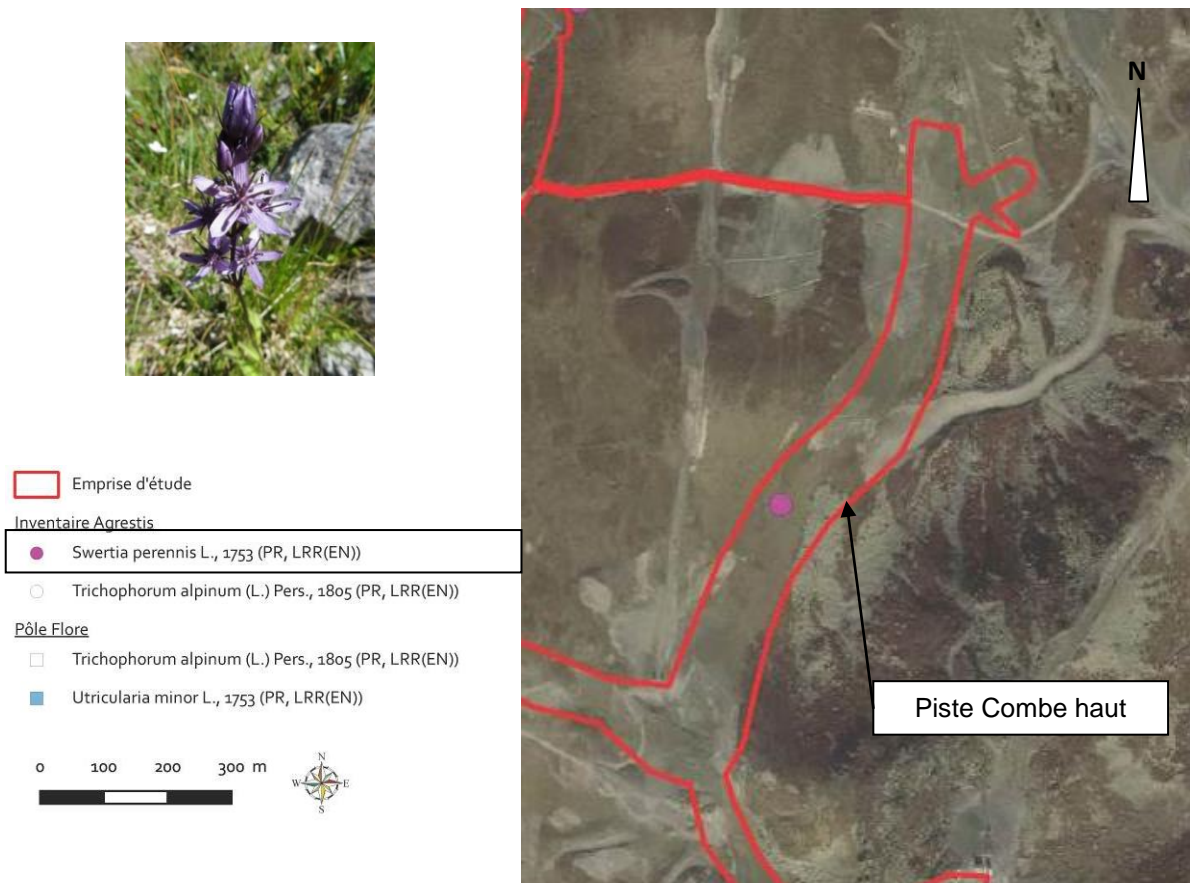 N
Emprise d'étude
Inventaire Agrestis
Swertia perennis L., 1753 (PR, LRR(EN))
Trichophorum alpinum (L.) Pers., 1805 (PR, LRR(EN))
Pôle Flore
Trichophorum alpinum (L.) Pers., 1805 (PR, LRR(EN))
Utricularia minor L., 1753 (PR, LRR(EN))
Piste Combe haut
0 100 200 300 m
N
W E
S